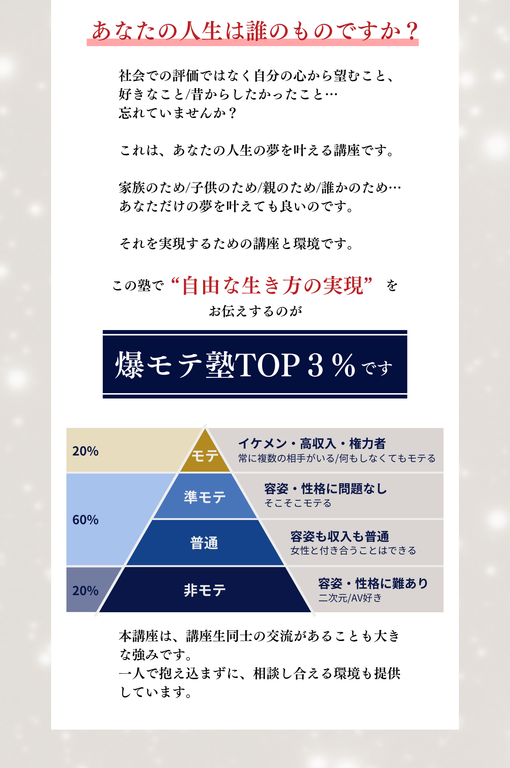 あなたの人生は誰のものですか？
社会での評価ではなく自分の心から望むこと、
好きなこと/昔からしたかったこと…
忘れていませんか？
これは、あなたの人生の夢を叶える講座です。
家族のため/子供のため/親のため/誰かのため…
あなただけの夢を叶えても良いのです。
それを実現するための講座と環境です。
この塾で“自由な生き方の実現”を
お伝えするのが
爆モテ塾TOP３％です
20%
モテ
イケメン・高収入・権力者
常に複数の相手がいる/何もしなくてもモテる
60%
準モテ
容姿・性格に問題なし
そこそこモテる
普通
容姿も収入も普通
女性と付き合うことはできる
20%
非モテ
容姿・性格に難あり
二次元/AV好き
本講座は、講座生同士の交流があることも大き
な強みです。
一人で抱え込まずに、相談し合える環境も提供
しています。